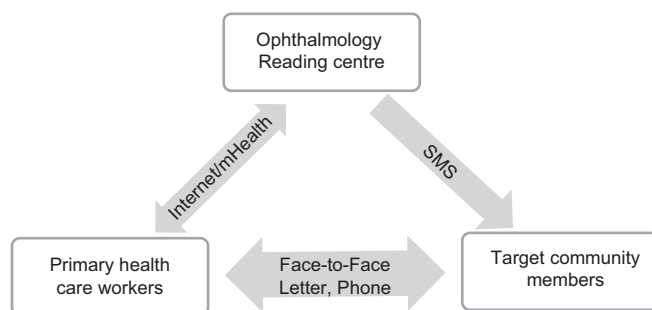 Ophthalmology
Reading centre
Internet/mHealth
SMS
Primary health
care workers
Face-to-Face
Letter, Phone
Target community
members